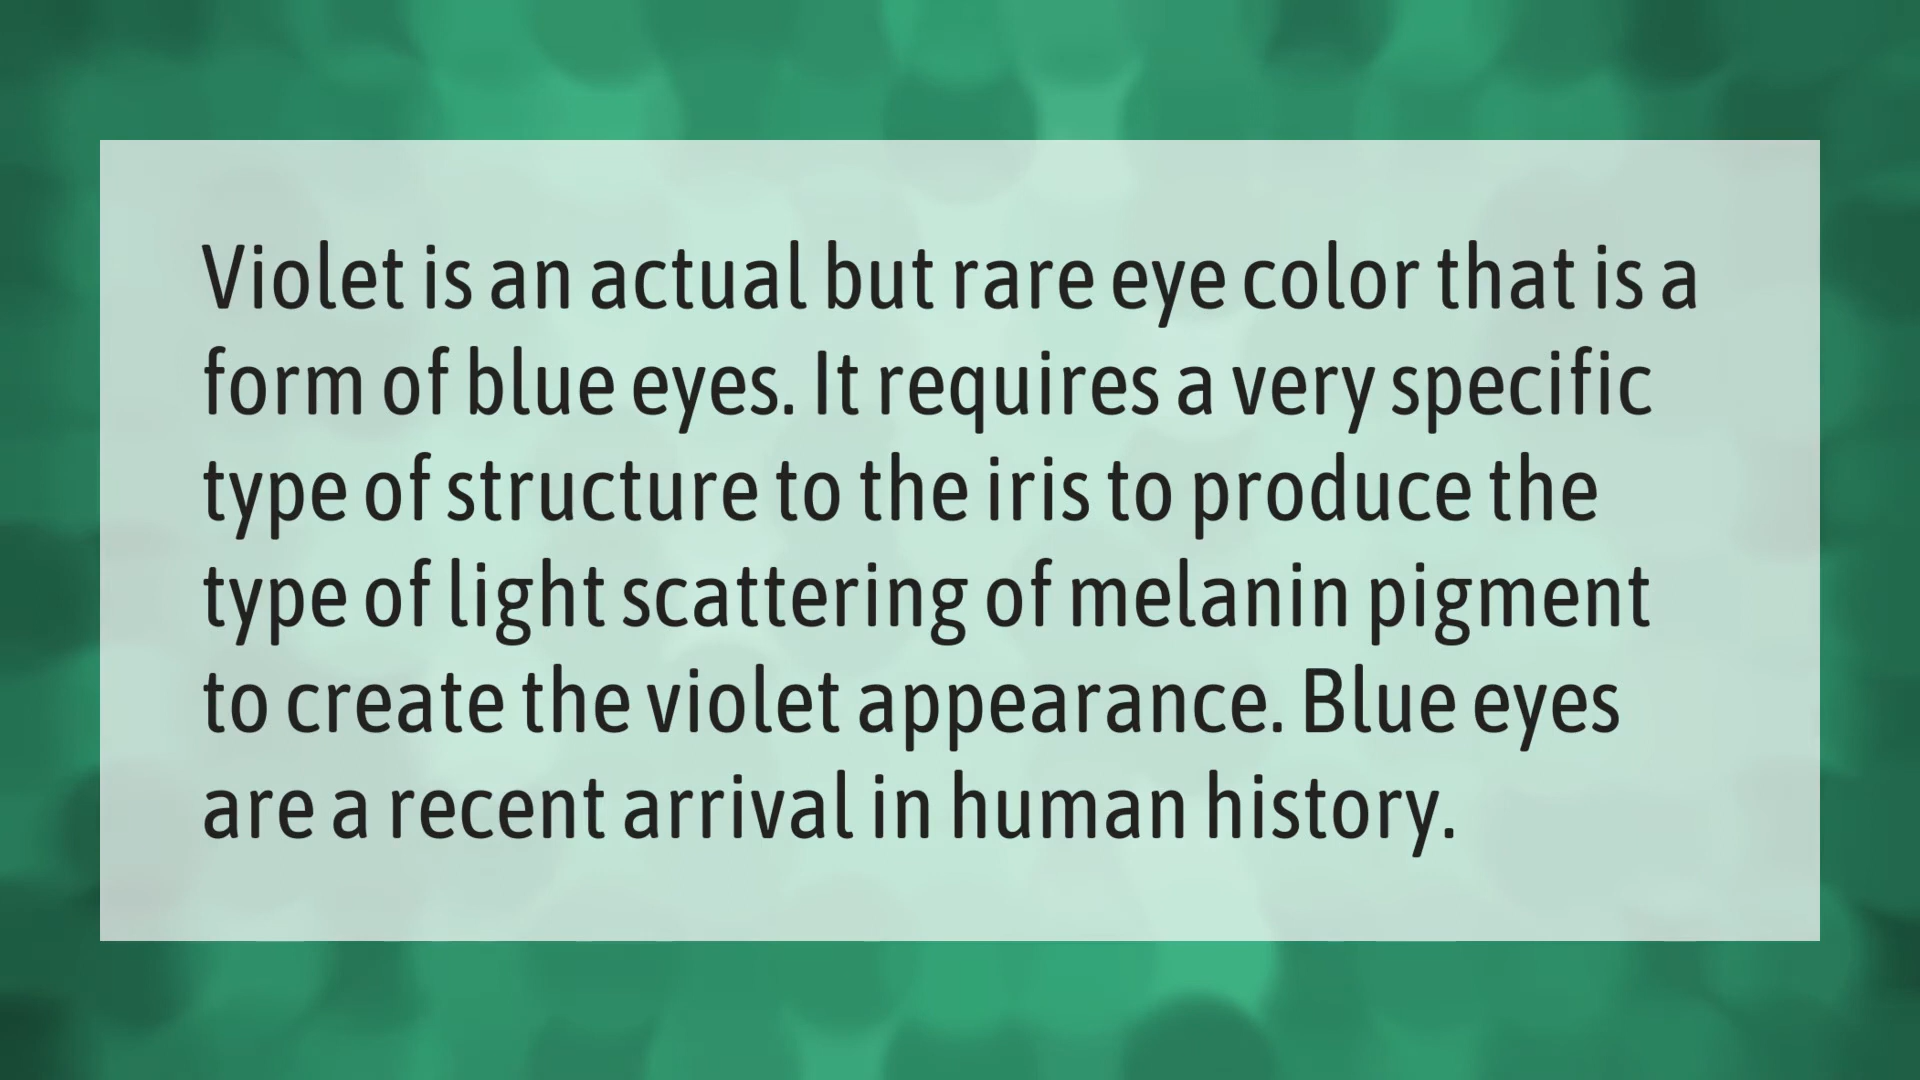 Violet is an actual but rare eye color that is a
form of blue eyes. It requires a very specific
type of structure to the iris to produce the
type of light scattering of melanin pigment
to create the violet appearance. Blue eyes
are a recent arrival in human history.